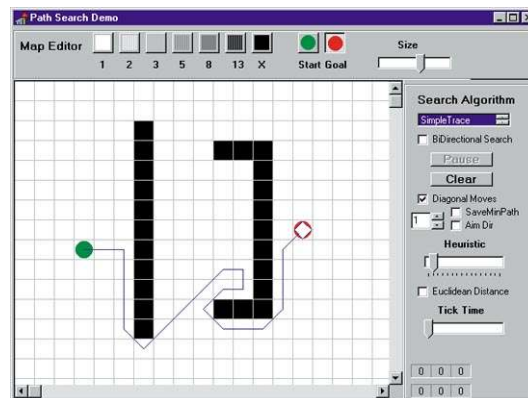 Path Search Demo
Map Editor
1 2 3 5 8 13 X
Start Goal
Size
Search Algorithm
SimpleTrace
BiDirectional Search
Pause
Clear
Diagonal Moves
1
SaveMinPath
Aim Dir
Heuristic
Euclidean Distance
Tick Time
0 0 0
0 0 0